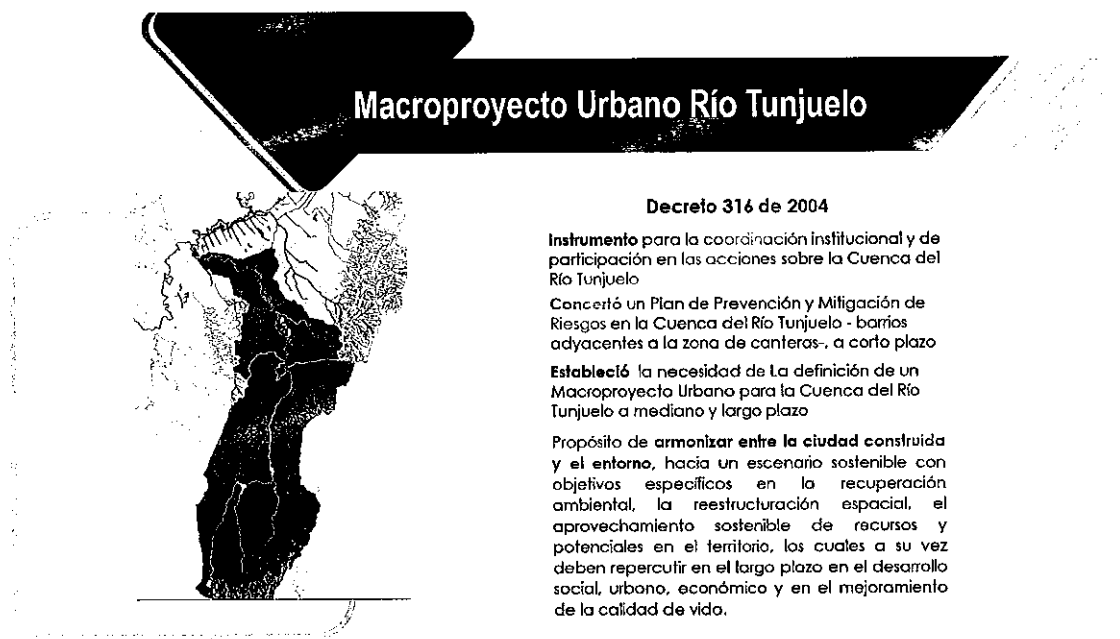 Macroproyecto Urbano Río Tunjuelo
Decreto 316 de 2004
Instrumento para la coordinación institucional y de
participación en las acciones sobre la Cuenca del
Río Tunjuelo
Concertó un Plan de Prevención y Mitigación de
Riesgos en la Cuenca del Río Tunjuelo - barrios
adyacentes a la zona de canteras-, a corto plazo
Estableció la necesidad de La definición de un
Macroproyecto Urbano para la Cuenca del Río
Tunjuelo a mediano y largo plazo
Propósito de armonizar entre la ciudad construida
y el entorno, hacia un escenario sostenible con
objetivos específicos en la recuperación
ambiental, la reestructuración espacial, el
aprovechamiento sostenible de recursos y
potenciales en el territorio, los cuales a su vez
deben repercutir en el largo plazo en el desarrollo
social, urbano, económico y en el mejoramiento
de la calidad de vida.